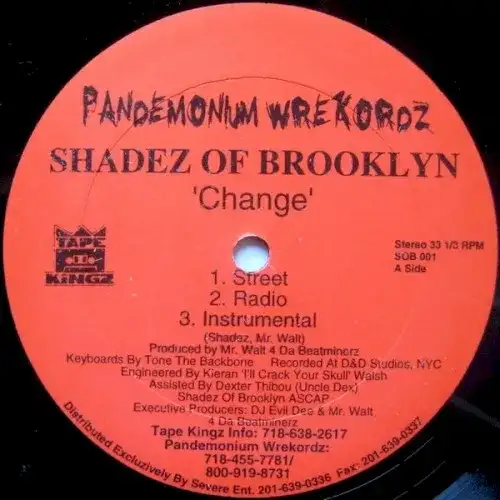 PANDEMONIUM WREKORDZ
SHADEZ OF BROOKLYN
'Change'
TAPE
KiNGZ
Stereo 33 1/3 RPM
SOB 001
A Side
1. Street
2. Radio
3. Instrumental
(Shadez, Mr. Walt)
Produced by Mr. Walt 4 Da Beatminerz
Keyboards By Tone The Backbone Recorded At D&D Studios, NYC
Engineered By Kieran 'I'll Crack Your Skull' Walsh
Assisted By Dexter Thibou (Uncle Dex)
Shadez Of Brooklyn ASCAP
Executive Producers: DJ Evil Dee & Mr. Walt
4 Da Beatminerz
Tape Kingz Info: 718-638-2617
Pandemonium Wrekordz:
718-455-7781/
800-919-8731
Distributed Exclusively By Severe Ent. 201-639-0336 Fax: 201-639-0337